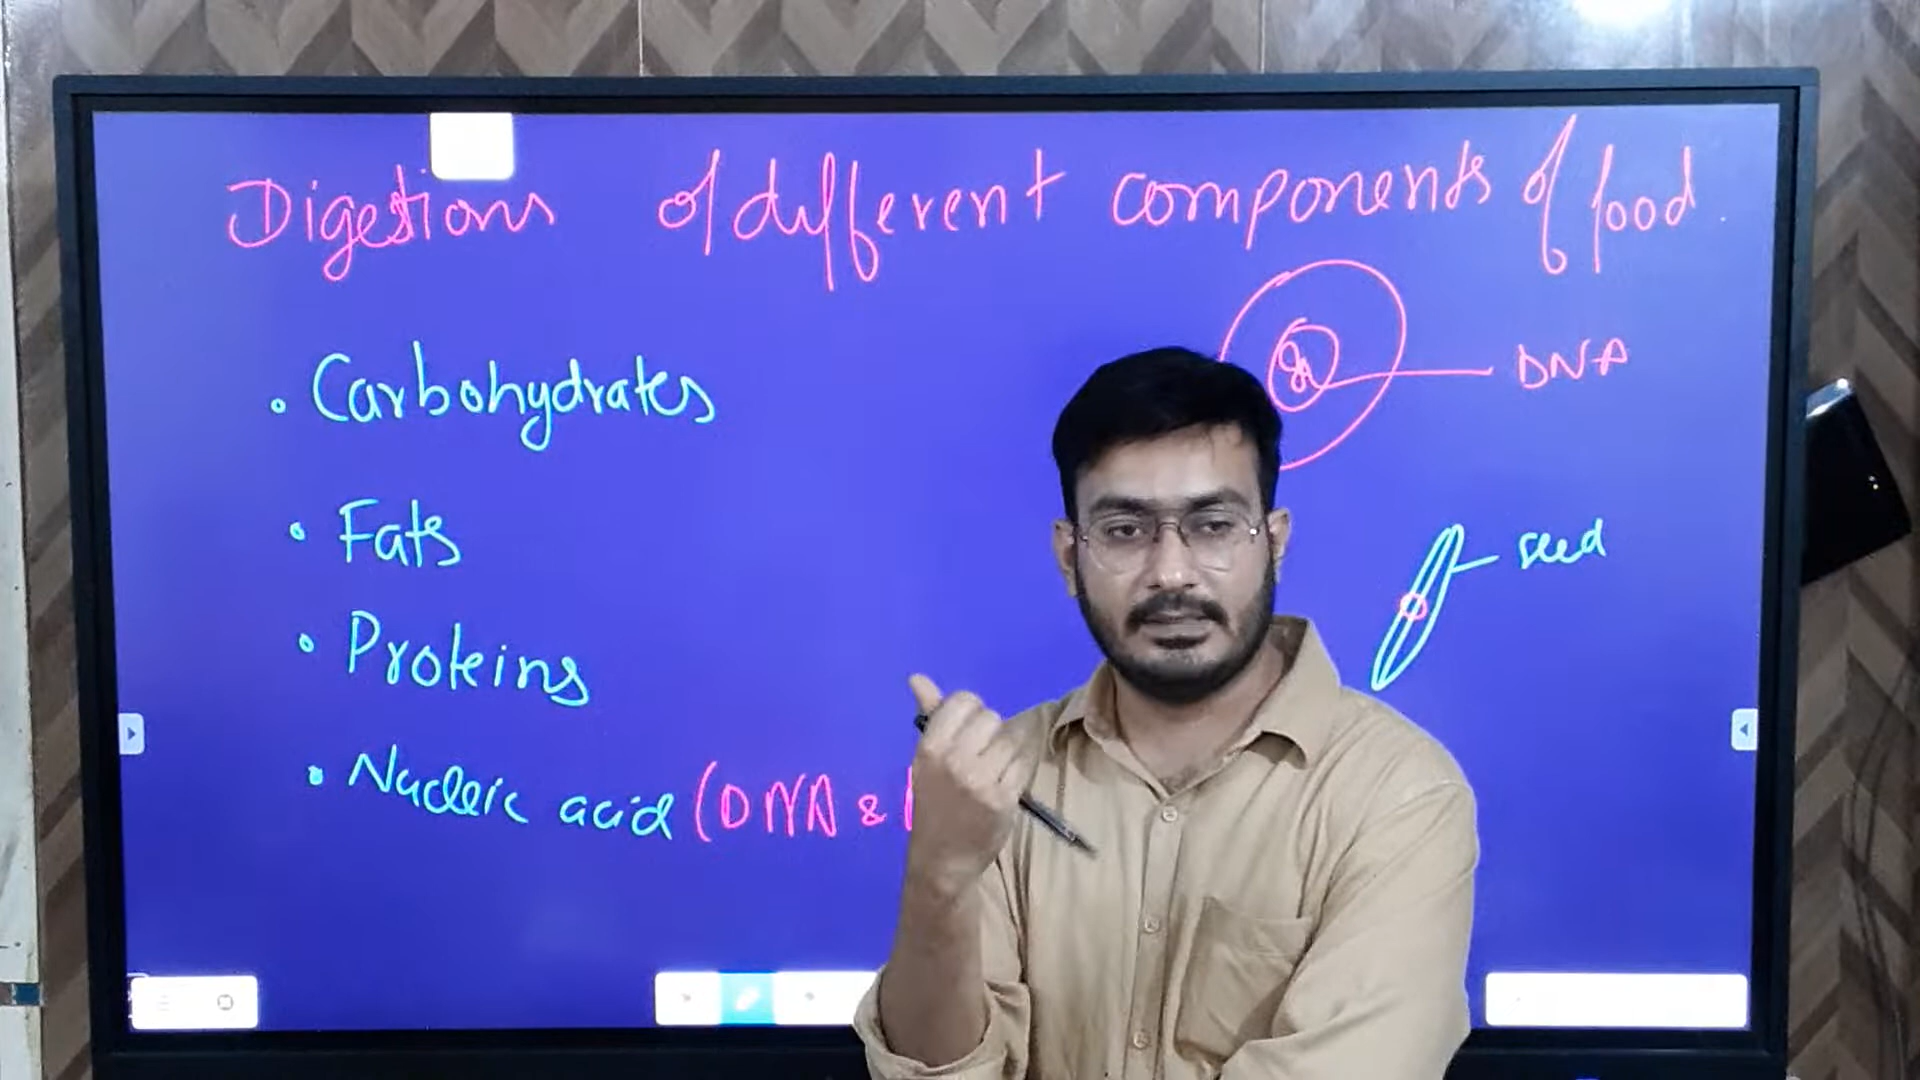 Digestions of different components of food
DNA
• Carbohydrates
• Fats
seed
• Proteins
• Nucleic acid (DNA &